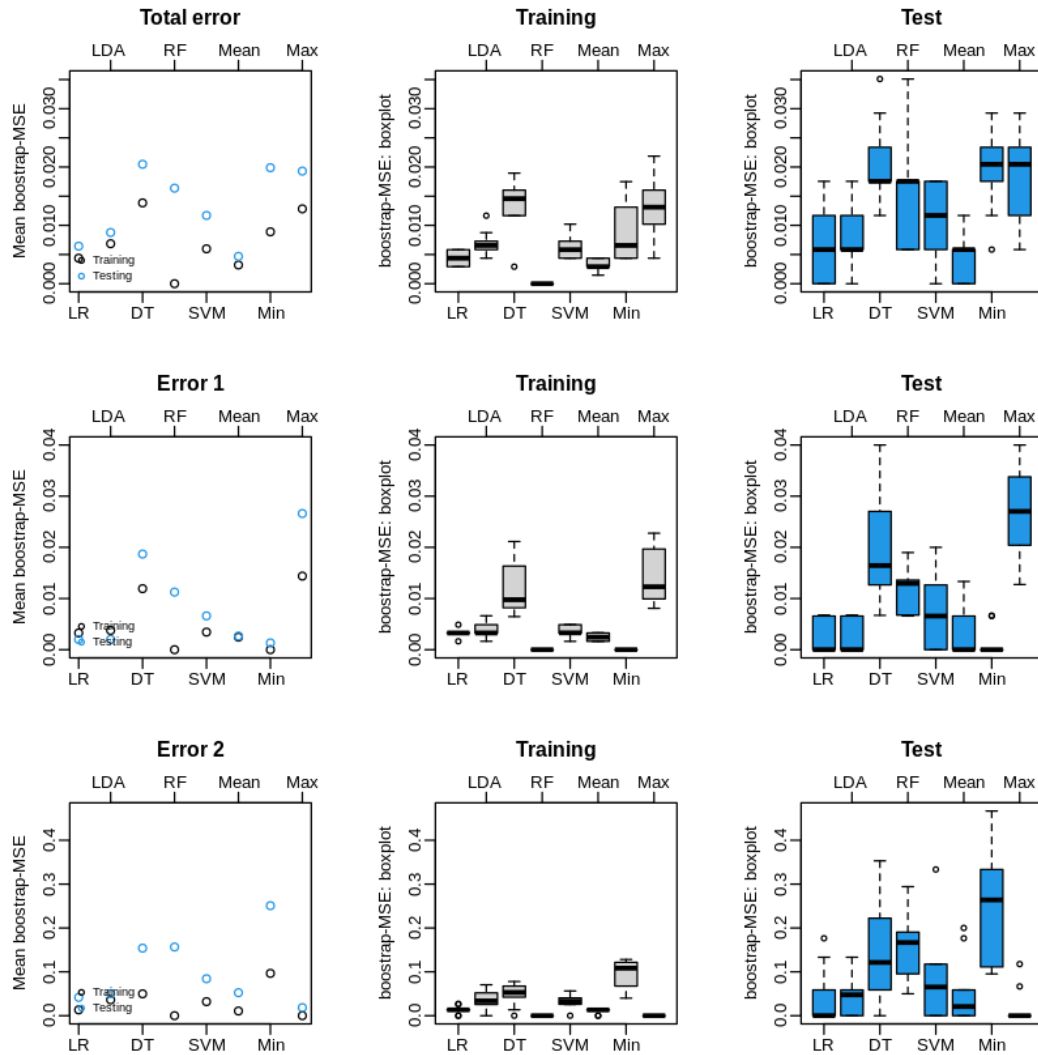 Total error
LDA RF Mean Max
Mean boostrap-MSE
0.000 0.010 0.020 0.030
Training
Testing
LR DT SVM Min
Training
LDA RF Mean Max
boostrap-MSE: boxplot
0.000 0.010 0.020 0.030
LR DT SVM Min
Test
LDA RF Mean Max
boostrap-MSE: boxplot
0.000 0.010 0.020 0.030
LR DT SVM Min
Error 1
LDA RF Mean Max
Mean boostrap-MSE
0.00 0.01 0.02 0.03 0.04
Training
Testing
LR DT SVM Min
Training
LDA RF Mean Max
boostrap-MSE: boxplot
0.00 0.01 0.02 0.03 0.04
LR DT SVM Min
Test
LDA RF Mean Max
boostrap-MSE: boxplot
0.00 0.01 0.02 0.03 0.04
LR DT SVM Min
Error 2
LDA RF Mean Max
Mean boostrap-MSE
0.0 0.1 0.2 0.3 0.4
Training
Testing
LR DT SVM Min
Training
LDA RF Mean Max
boostrap-MSE: boxplot
0.0 0.1 0.2 0.3 0.4
LR DT SVM Min
Test
LDA RF Mean Max
boostrap-MSE: boxplot
0.0 0.1 0.2 0.3 0.4
LR DT SVM Min